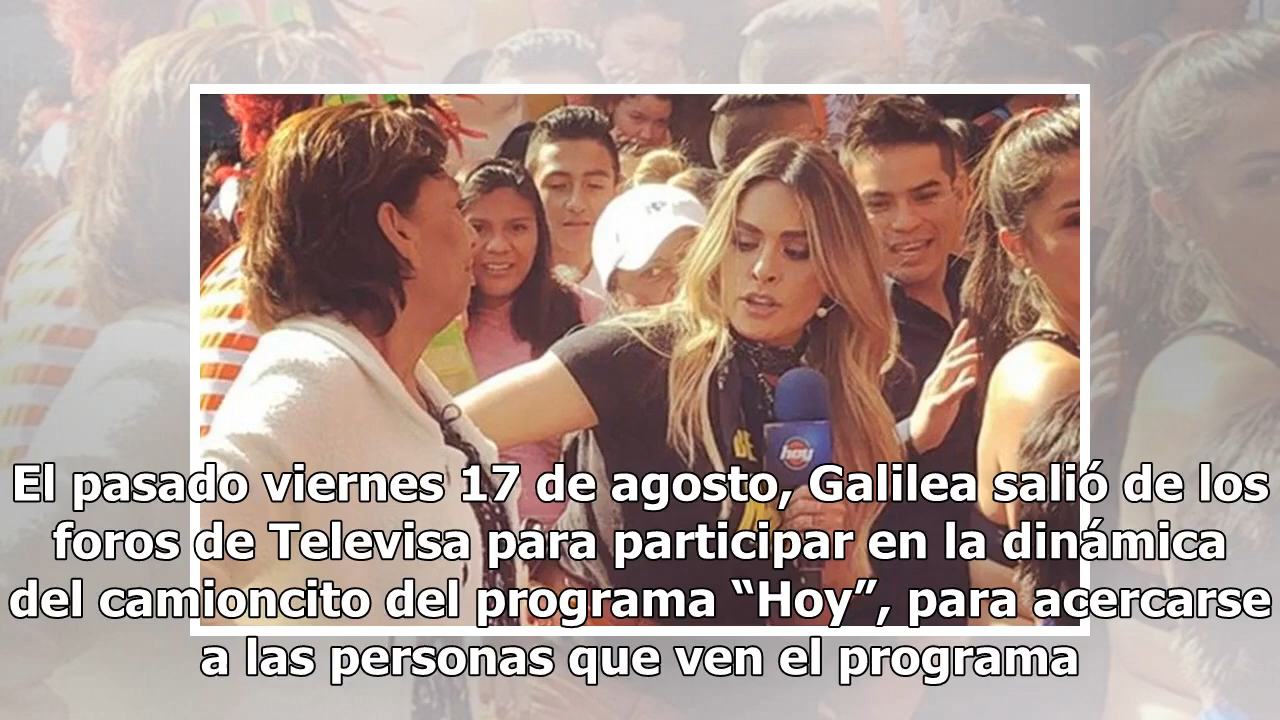 hoy
El pasado viernes 17 de agosto, Galilea salió de los
foros de Televisa para participar en la dinámica
del camioncito del programa “Hoy”, para acercarse
a las personas que ven el programa